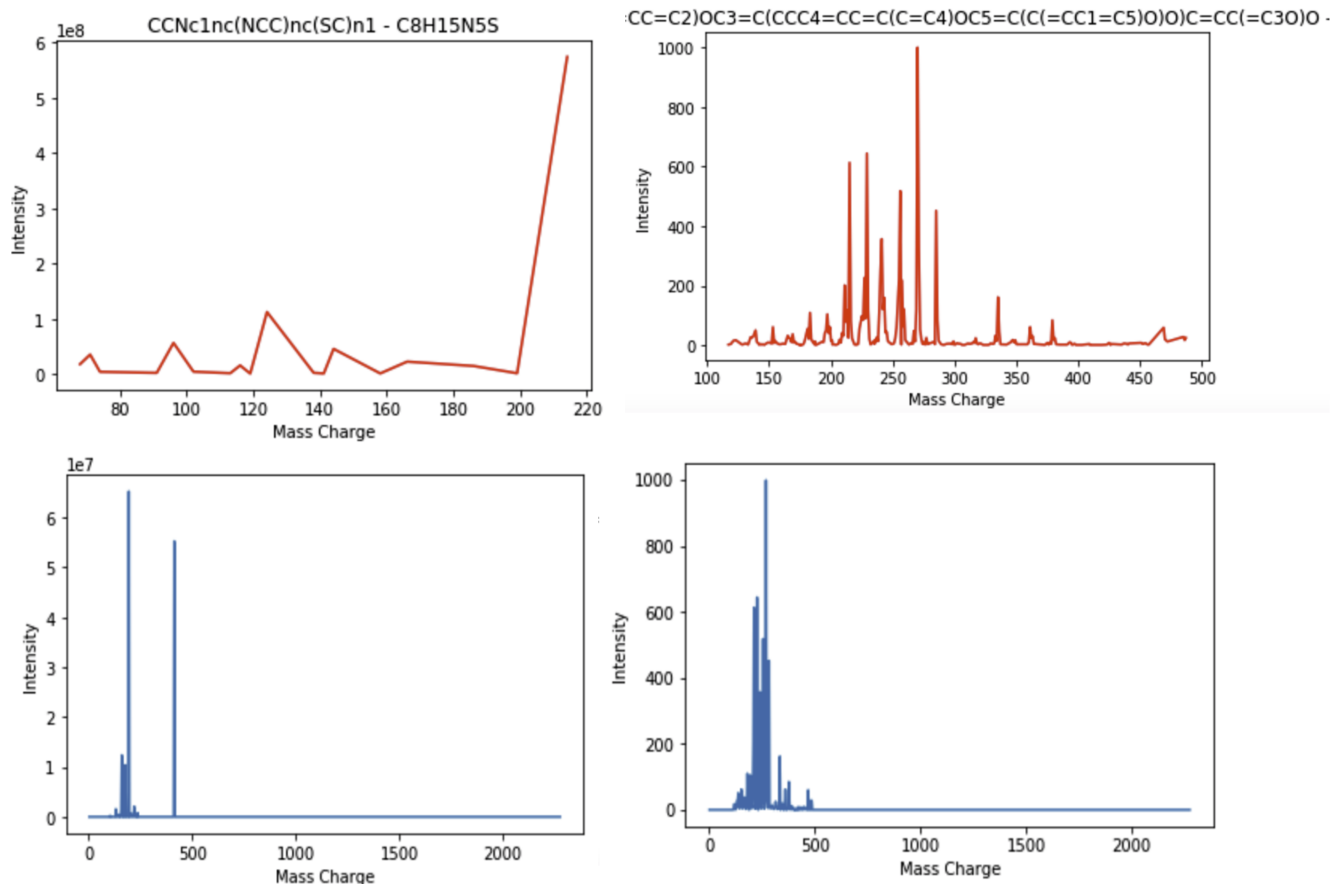 CCNc1nc(NCC)nc(SC)n1 - C8H15N5S
1e8
6
5
4
3
2
1
0
Intensity
80 100 120 140 160 180 200 220
Mass Charge
=CC=C2)OC3=C(CCC4=CC=C(C=C4)OC5=C(C(=CC1=C5)O)O)C=CC(=C3O)O -
1000
800
600
400
200
0
Intensity
100 150 200 250 300 350 400 450 500
Mass Charge
1e7
6
5
4
3
2
1
0
Intensity
0 500 1000 1500 2000
Mass Charge
1000
800
600
400
200
0
Intensity
0 500 1000 1500 2000
Mass Charge